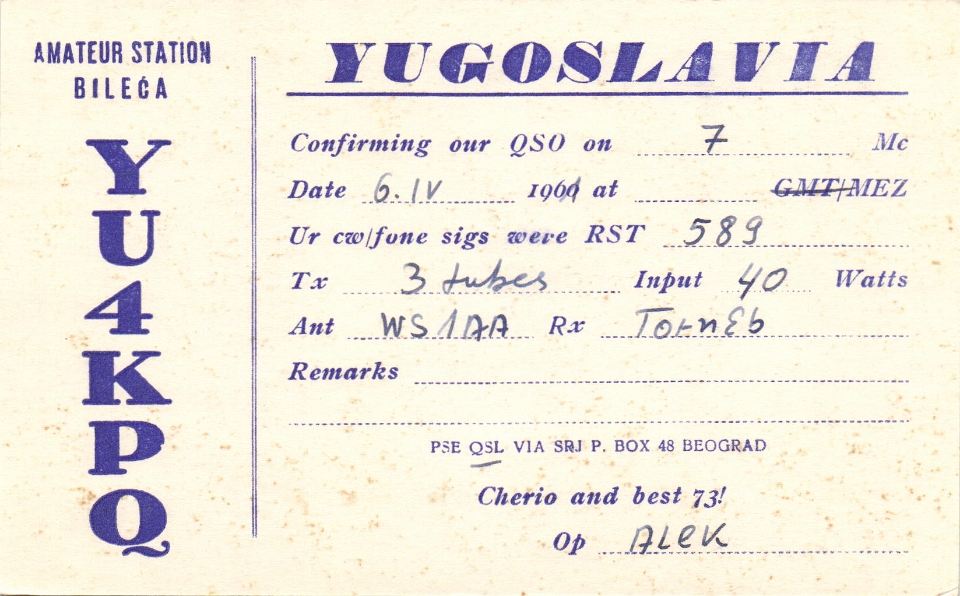 AMATEUR STATION
BILEĆA
YU4KPQ
YUGOSLAVIA
Confirming our QSO on 7 Mc
Date 6.IV 1961 at GMT/MEZ
Ur cw/fone sigs were RST 589
Tx 3 tubes Input 40 Watts
Ant WS1AA Rx TornEb
Remarks
PSE QSL VIA SRJ P. BOX 48 BEOGRAD
Cherio and best 73!
Op ALEK